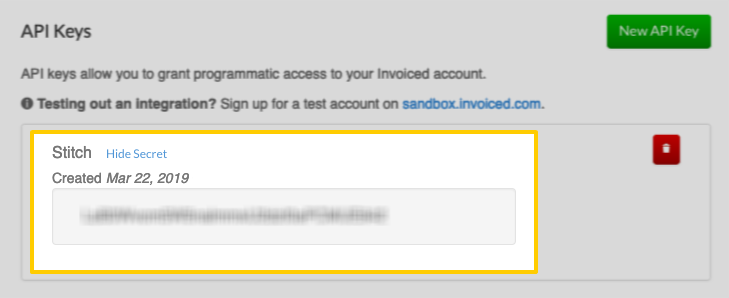 API Keys
New API Key
API keys allow you to grant programmatic access to your Invoiced account.
Testing out an integration? Sign up for a test account on sandbox.invoiced.com.
Stitch Hide Secret
Created Mar 22, 2019